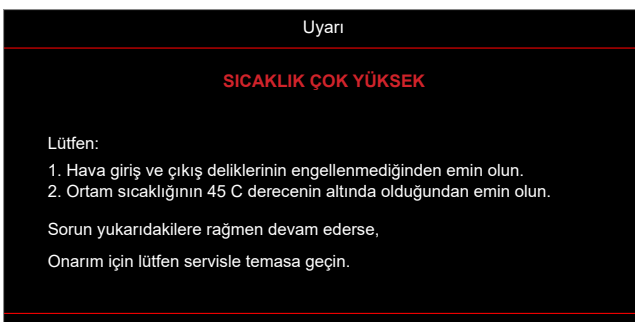 Uyarı
SICAKLIK ÇOK YÜKSEK
Lütfen:
1. Hava giriş ve çıkış deliklerinin engellenmediğinden emin olun.
2. Ortam sıcaklığının 45 C derecenin altında olduğundan emin olun.
Sorun yukarıdakilere rağmen devam ederse,
Onarım için lütfen servisle temasa geçin.